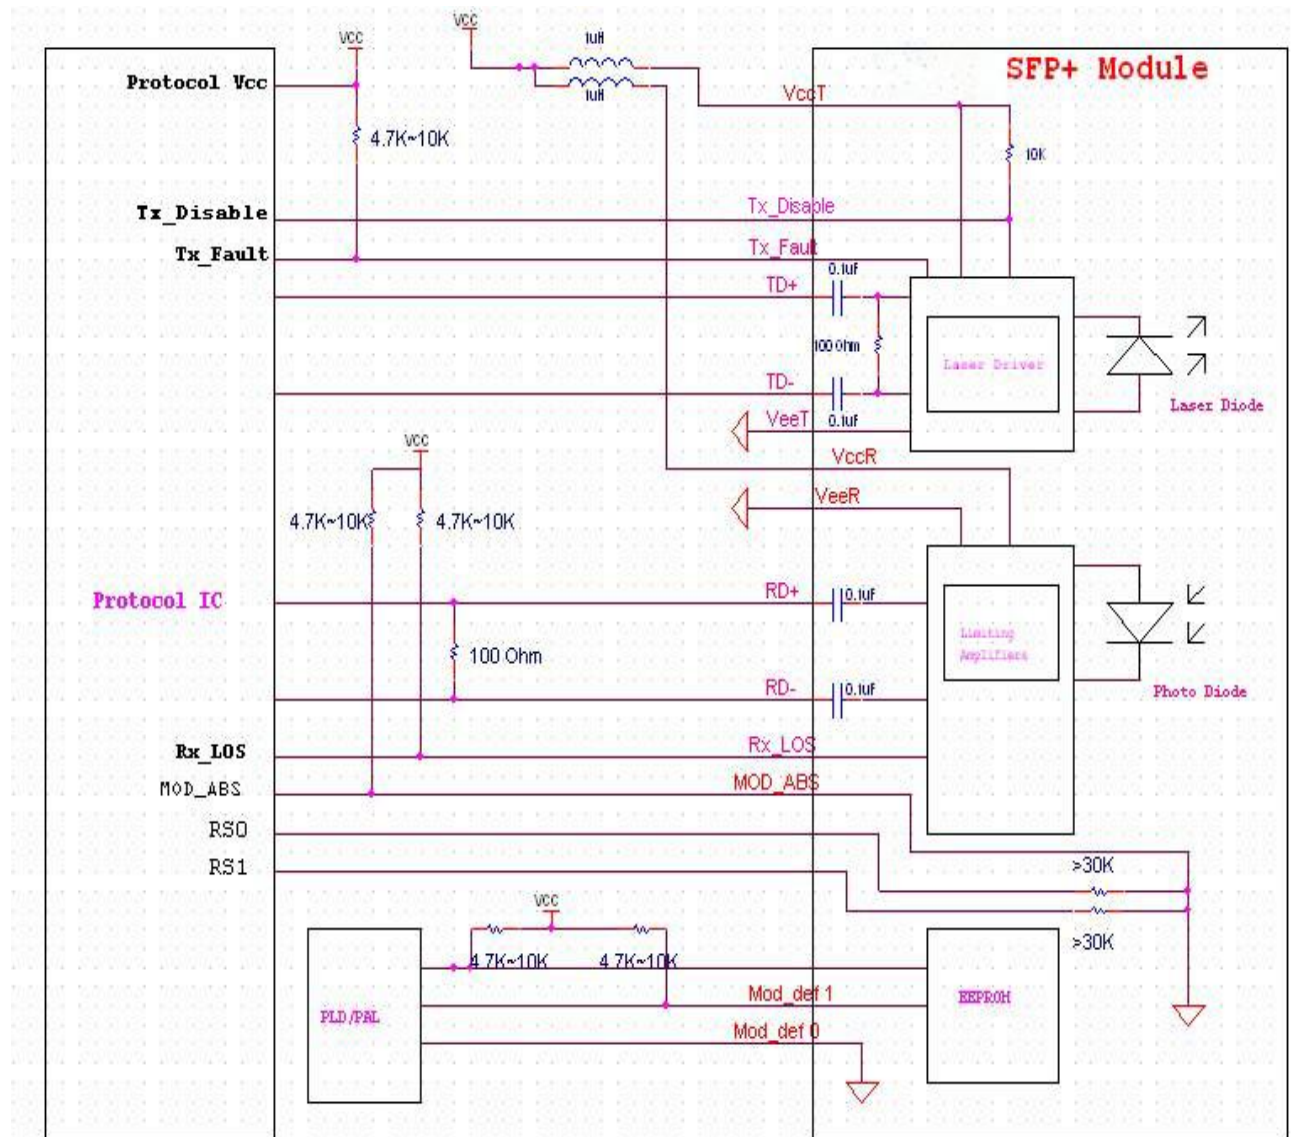 VCC
VCC
1uH
1uH
SFP+ Module
Protocol Vcc
VccT
4.7K~10K
10K
Tx_Disable
Tx_Disable
Tx_Fault
Tx_Fault
0.1uF
TD+
100 Ohm
Laser Driver
TD-
Laser Diode
VeeT
0.1uF
VCC
VccR
VeeR
4.7K~10K
4.7K~10K
Protocol IC
RD+
0.1uF
Limiting
Amplifiers
100 Ohm
RD-
0.1uF
Photo Diode
Rx_LOS
Rx_LOS
MOD_ABS
MOD_ABS
RS0
RS1
>30K
VCC
>30K
4.7K~10K
4.7K~10K
Mod_def 1
EEPROM
PLD/PAL
Mod_def 0